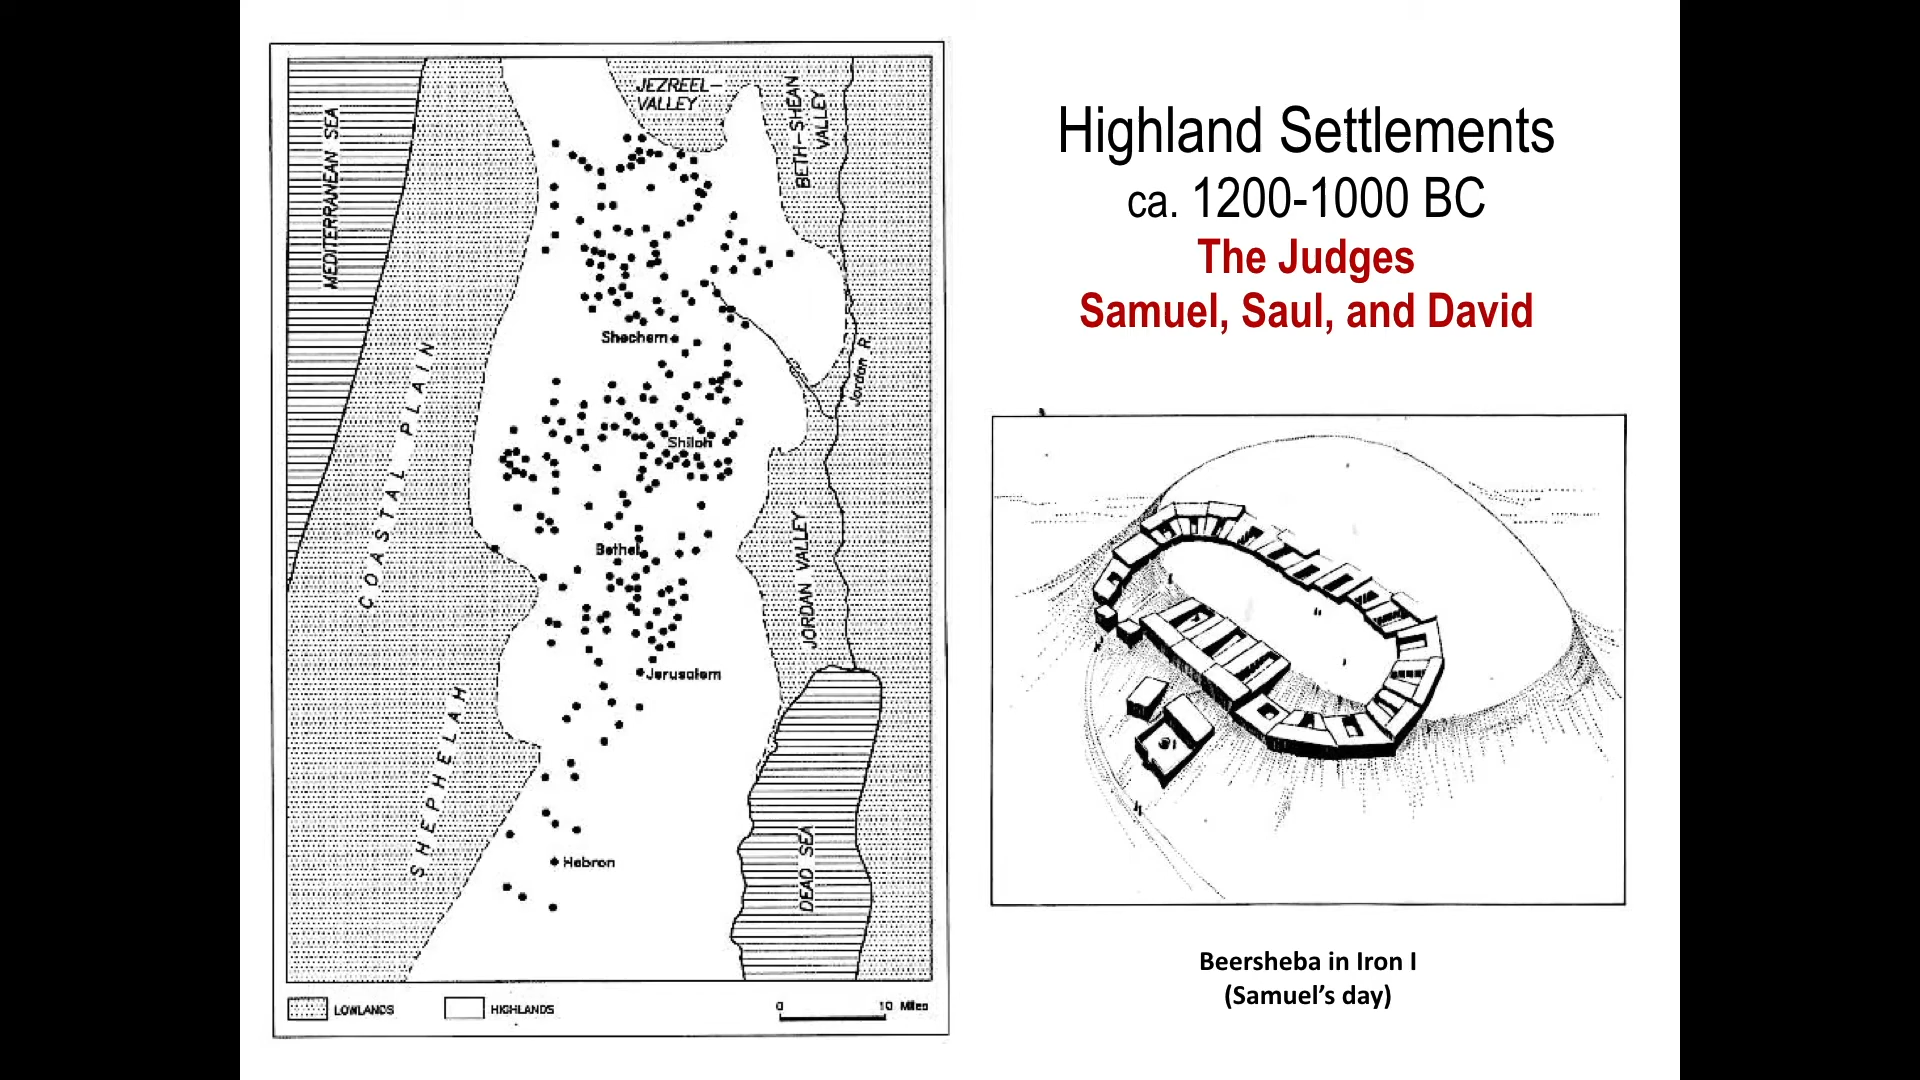 JEZREEL-
VALLEY
BETH-SHEAN
VALLEY
MEDITERRANEAN SEA
Shechem
Jordan R.
COASTAL PLAIN
Shiloh
Bethel
JORDAN VALLEY
Jerusalem
SHEPHELAH
DEAD SEA
Hebron
LOWLANDS
HIGHLANDS
0 10 Miles
Highland Settlements
ca. 1200-1000 BC
The Judges
Samuel, Saul, and David
Beersheba in Iron I
(Samuel’s day)